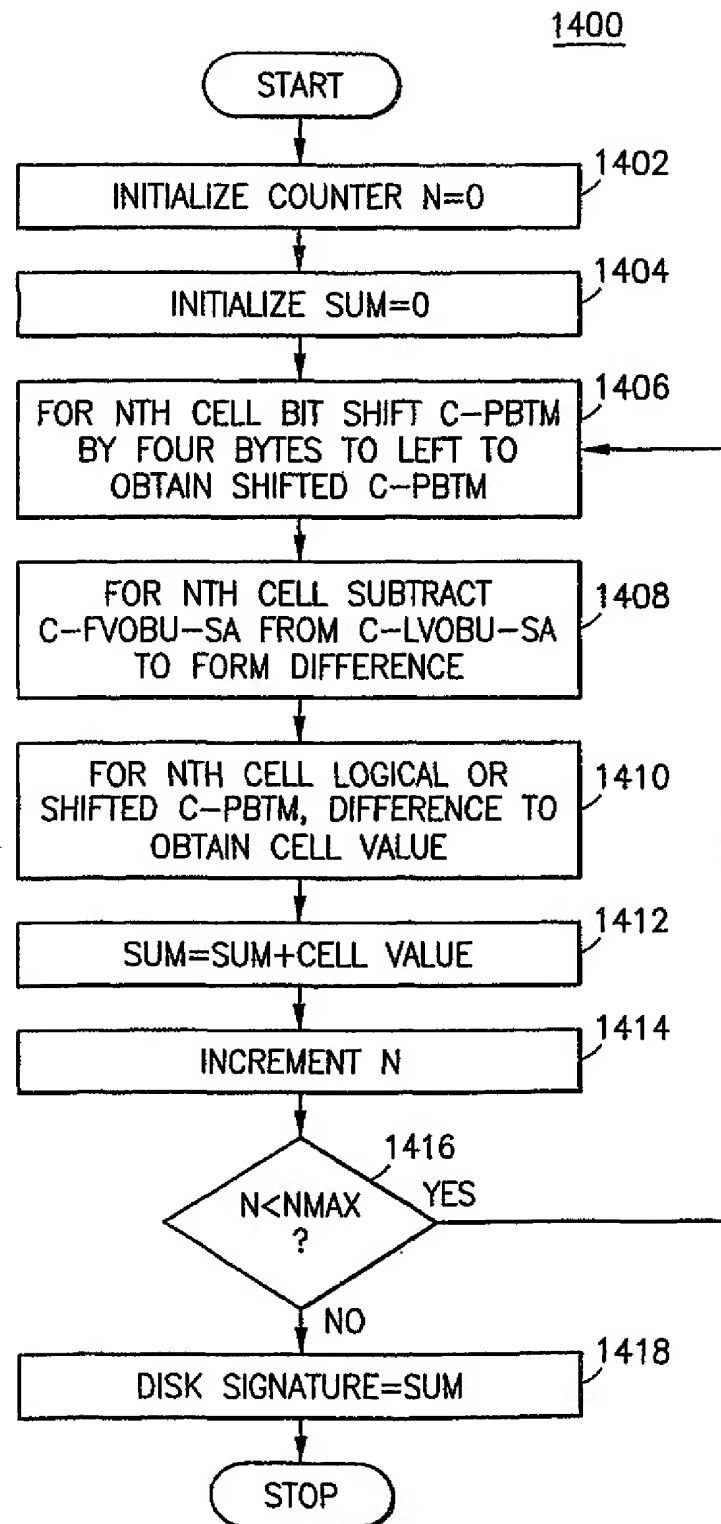 1400
START
1402
INITIALIZE COUNTER N=0
1404
INITIALIZE SUM=0
1406
FOR NTH CELL BIT SHIFT C-PBTM
BY FOUR BYTES TO LEFT TO
OBTAIN SHIFTED C-PBTM
1408
FOR NTH CELL SUBTRACT
C-FVOBU-SA FROM C-LVOBU-SA
TO FORM DIFFERENCE
1410
FOR NTH CELL LOGICAL OR
SHIFTED C-PBTM, DIFFERENCE TO
OBTAIN CELL VALUE
1412
SUM=SUM+CELL VALUE
1414
INCREMENT N
1416
N<NMAX
?
YES
NO
1418
DISK SIGNATURE=SUM
STOP